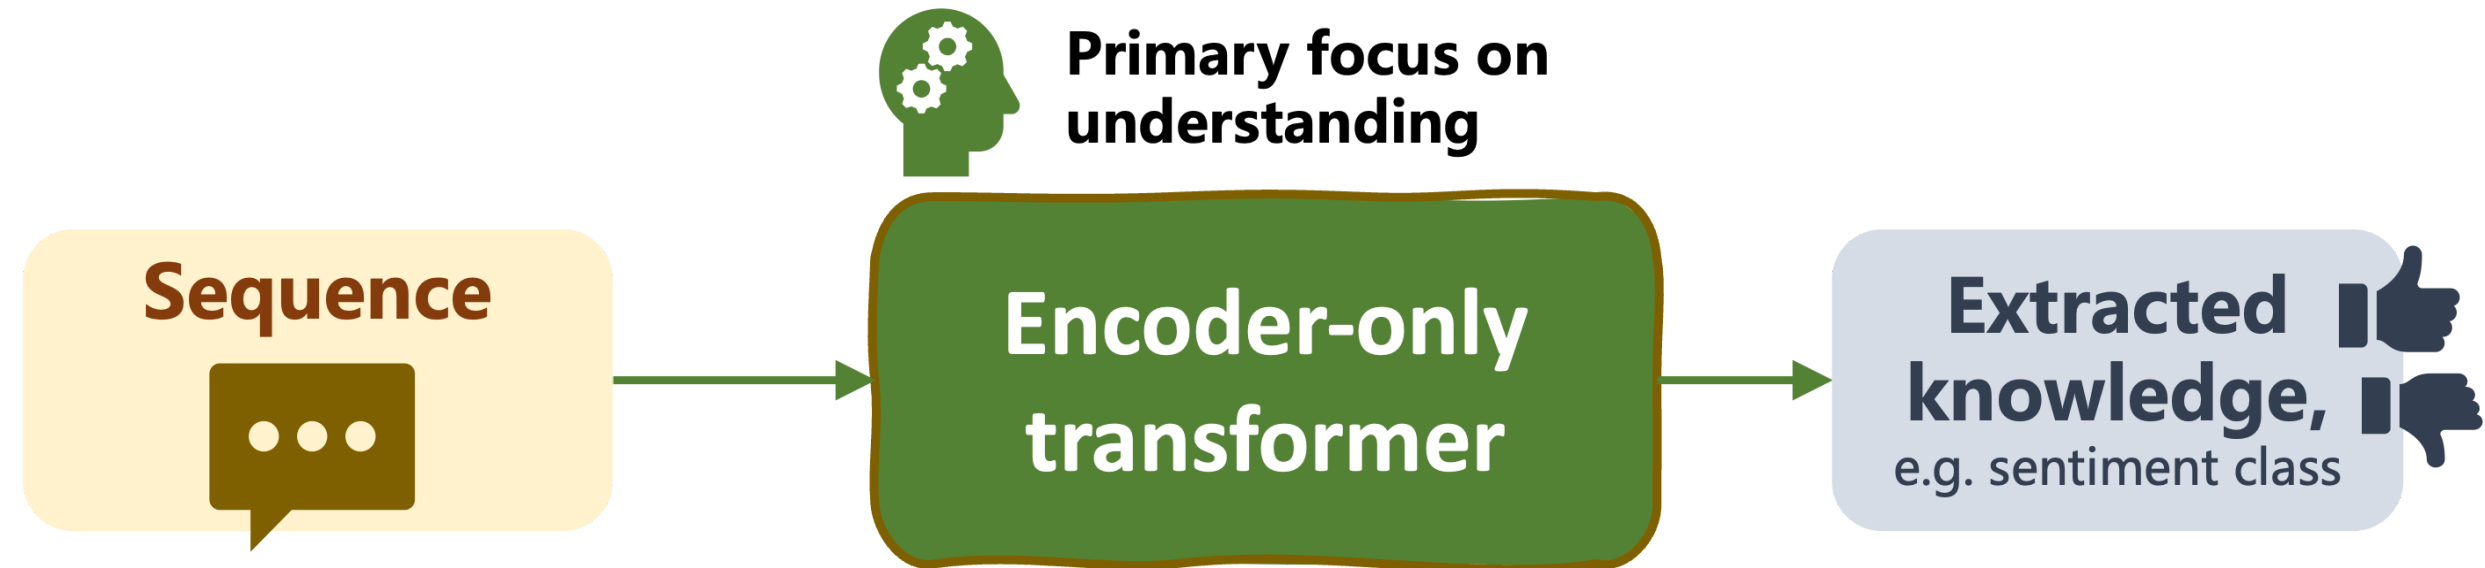 Primary focus on
understanding
Sequence
Encoder-only
transformer
Extracted
knowledge,
e.g. sentiment class